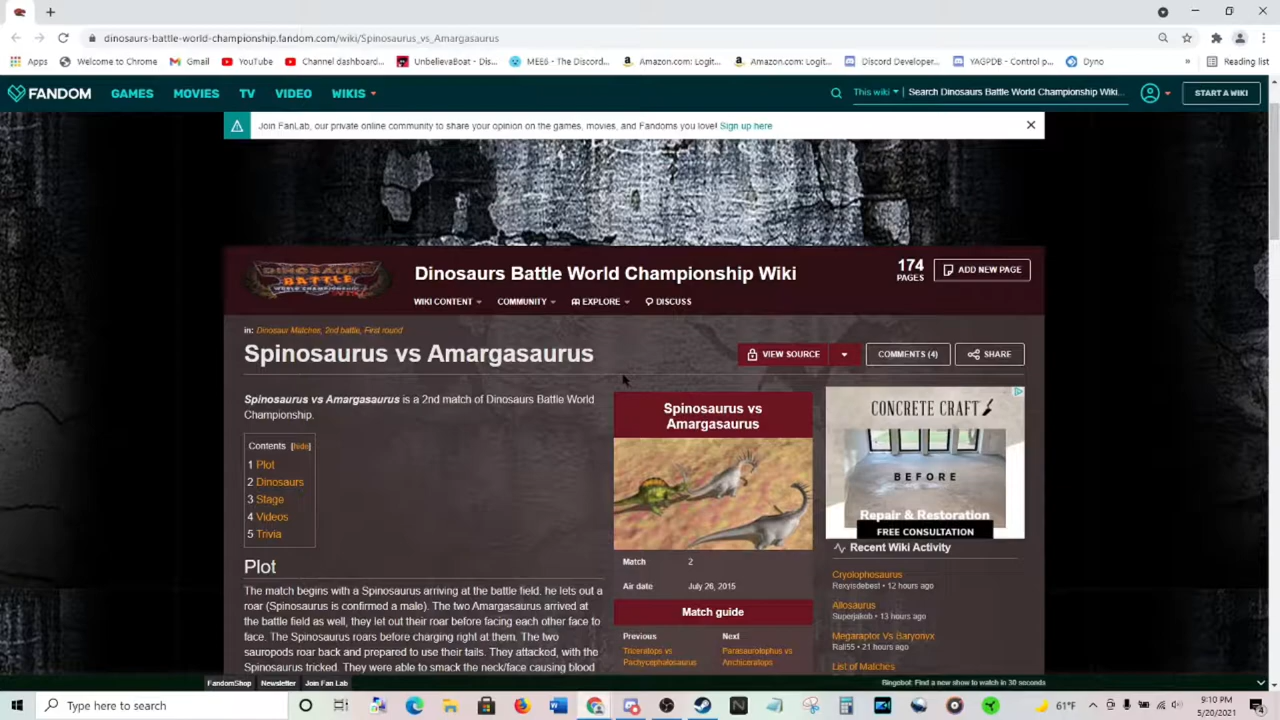 dinosaurs-battle-world-championship.fandom.com/wiki/Spinosaurus_vs_Amargasaurus
Apps Welcome to Chrome Gmail YouTube Channel dashboard... UnbelievaBoat - Dis... MEE6 - The Discord... Amazon.com: Logit... Amazon.com: Logit... Discord Developer... YAGPDB - Control p... Dyno » Reading list
FANDOM GAMES MOVIES TV VIDEO WIKIS This wiki Search Dinosaurs Battle World Championship Wiki... START A WIKI
Join FanLab, our private online community to share your opinion on the games, movies, and Fandoms you love! Sign up here
DINOSAURS
BATTLE
Dinosaurs Battle World Championship Wiki
174
PAGES
ADD NEW PAGE
WIKI CONTENT COMMUNITY EXPLORE DISCUSS
in: Dinosaur Matches, 2nd battle, First round
Spinosaurus vs Amargasaurus
VIEW SOURCE COMMENTS (4) SHARE
Spinosaurus vs Amargasaurus is a 2nd match of Dinosaurs Battle World
Championship.
Contents [hide]
1 Plot
2 Dinosaurs
3 Stage
4 Videos
5 Trivia
Plot
The match begins with a Spinosaurus arriving at the battle field. he lets out a
roar (Spinosaurus is confirmed a male). The two Amargasaurus arrived at
the battle field as well, they let out their roar before facing each other face to
face. The Spinosaurus roars before charging right at them. The two
sauropods roar back and prepared to use their tails. They attacked, with the
Spinosaurus tricked. They were able to smack the neck/face causing blood
Spinosaurus vs
Amargasaurus
Match 2
Air date July 26, 2015
Match guide
Previous Next
Triceratops vs
Pachycephalosaurus
Parasaurolophus vs
Anchiceratops
CONCRETE CRAFT
BEFORE
Repair & Restoration
FREE CONSULTATION
Recent Wiki Activity
Cryolophosaurus
Rexyisdebest • 12 hours ago
Allosaurus
Superjakob • 13 hours ago
Megaraptor Vs Baryonyx
Rali55 • 21 hours ago
List of Matches
FandomShop Newsletter Join Fan Lab Bingebot: Find a new show to watch in 30 seconds
Type here to search
61°F
9:10 PM
5/20/2021